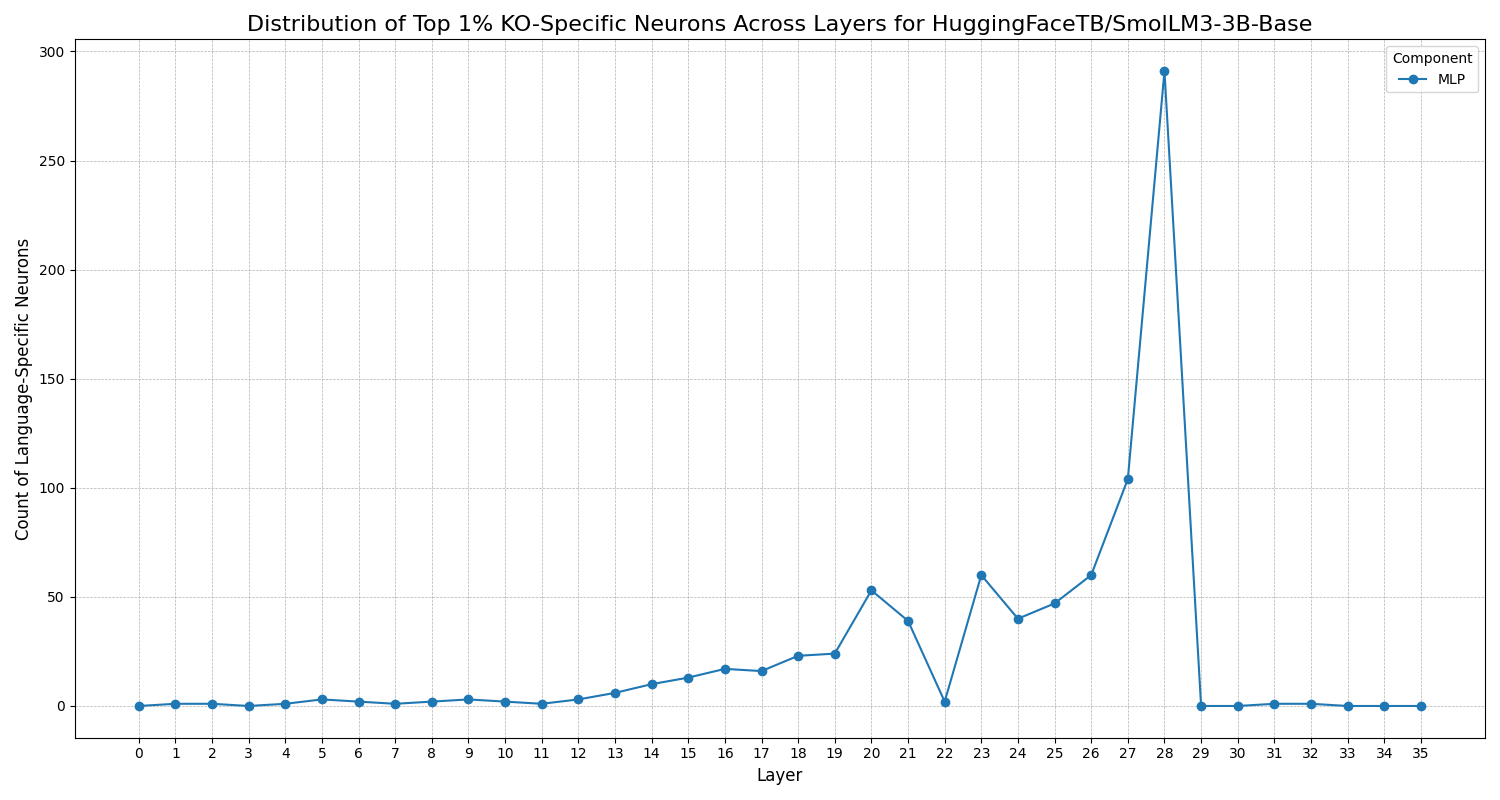 Distribution of Top 1% KO-Specific Neurons Across Layers for HuggingFaceTB/SmolLM3-3B-Base
Component
MLP
Count of Language-Specific Neurons
300
250
200
150
100
50
0
0 1 2 3 4 5 6 7 8 9 10 11 12 13 14 15 16 17 18 19 20 21 22 23 24 25 26 27 28 29 30 31 32 33 34 35
Layer